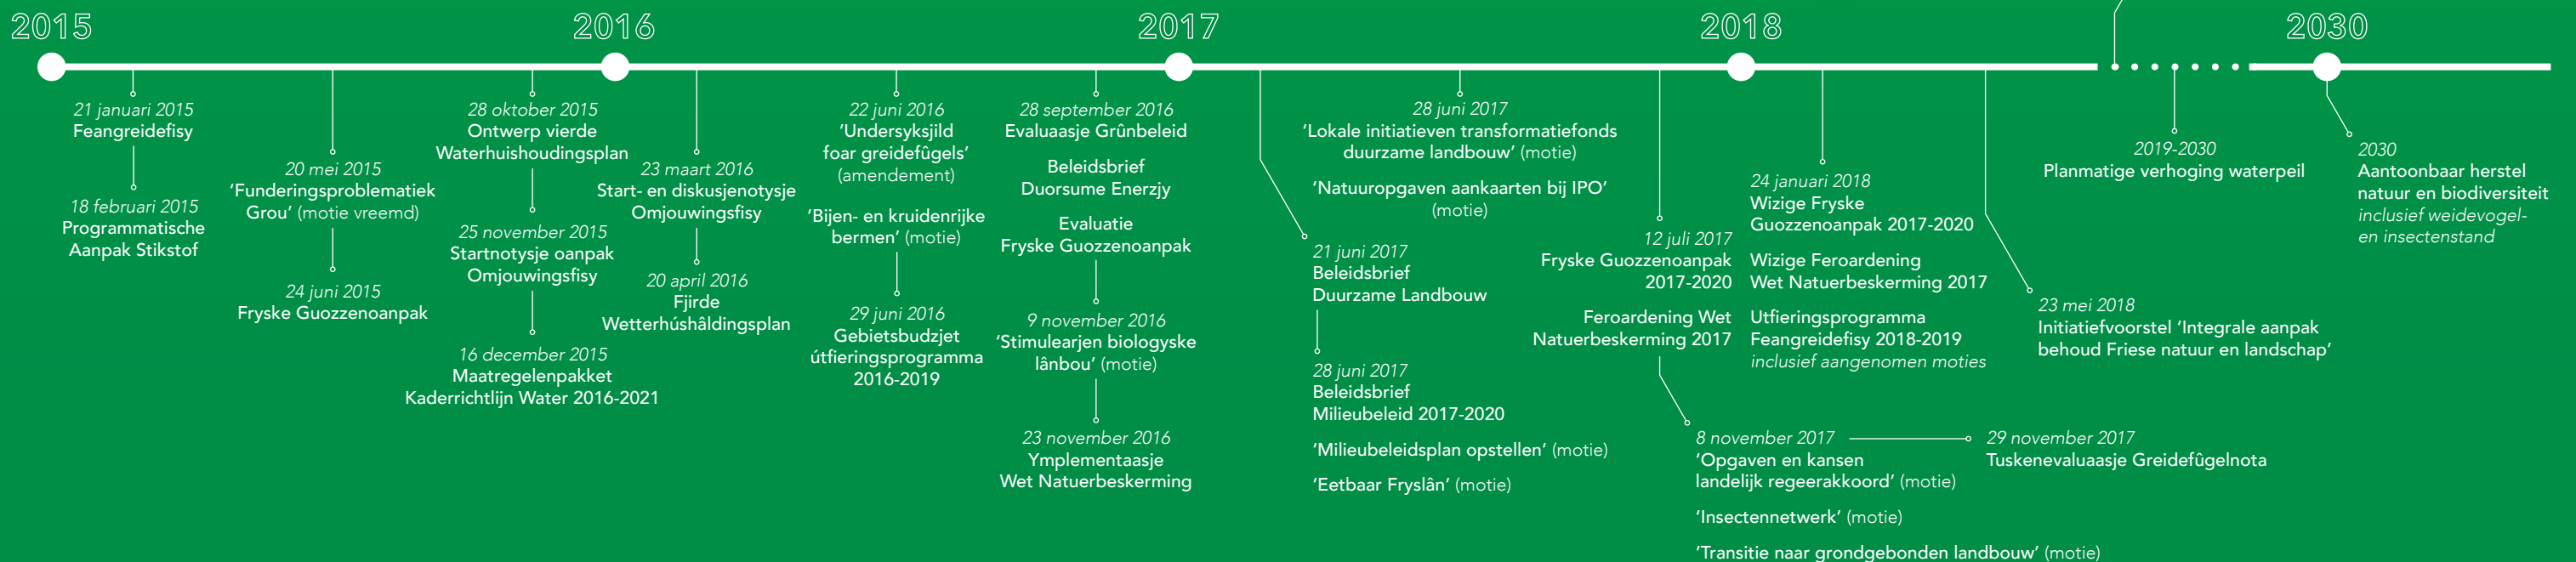 2015
2016
2017
2018
2030
21 januari 2015
Feangreidefisy
18 februari 2015
Programmatische
Aanpak Stikstof
20 mei 2015
‘Funderingsproblematiek
Grou’ (motie vreemd)
24 juni 2015
Fryske Guozzenoanpak
28 oktober 2015
Ontwerp vierde
Waterhuishoudingsplan
25 november 2015
Startnotysje oanpak
Omjouwingsfisy
16 december 2015
Maatregelenpakket
Kaderrichtlijn Water 2016-2021
23 maart 2016
Start- en diskusjenotysje
Omjouwingsfisy
20 april 2016
Fjirde
Wetterhúshâldingsplan
22 juni 2016
‘Undersyksjild
foar greidefûgels’
(amendement)
‘Bijen- en kruidenrijke
bermen’ (motie)
29 juni 2016
Gebietsbudzjet
útfieringsprogramma
2016-2019
28 september 2016
Evaluaasje Grûnbeleid
Beleidsbrief
Duorsume Enerzjy
Evaluatie
Fryske Guozzenoanpak
9 november 2016
‘Stimulearjen biologyske
lânbou’ (motie)
23 november 2016
Ymplementaasje
Wet Natuerbeskerming
21 juni 2017
Beleidsbrief
Duurzame Landbouw
28 juni 2017
Beleidsbrief
Milieubeleid 2017-2020
‘Milieubeleidsplan opstellen’ (motie)
‘Eetbaar Fryslân’ (motie)
28 juni 2017
‘Lokale initiatieven transformatiefonds
duurzame landbouw’ (motie)
‘Natuuropgaven aankaarten bij IPO’
(motie)
12 juli 2017
Fryske Guozzenoanpak
2017-2020
Feroardening Wet
Natuerbeskerming 2017
8 november 2017
‘Opgaven en kansen
landelijk regeerakkoord’ (motie)
‘Insectennetwerk’ (motie)
‘Transitie naar grondgebonden landbouw’ (motie)
29 november 2017
Tuskenevaluaasje Greidefûgelnota
24 januari 2018
Wizige Fryske
Guozzenoanpak 2017-2020
Wizige Feroardening
Wet Natuerbeskerming 2017
Utfieringsprogramma
Feangreidefisy 2018-2019
inclusief aangenomen moties
23 mei 2018
Initiatiefvoorstel ‘Integrale aanpak
behoud Friese natuur en landschap’
2019-2030
Planmatige verhoging waterpeil
2030
Aantoonbaar herstel
natuur en biodiversiteit
inclusief weidevogel-
en insectenstand